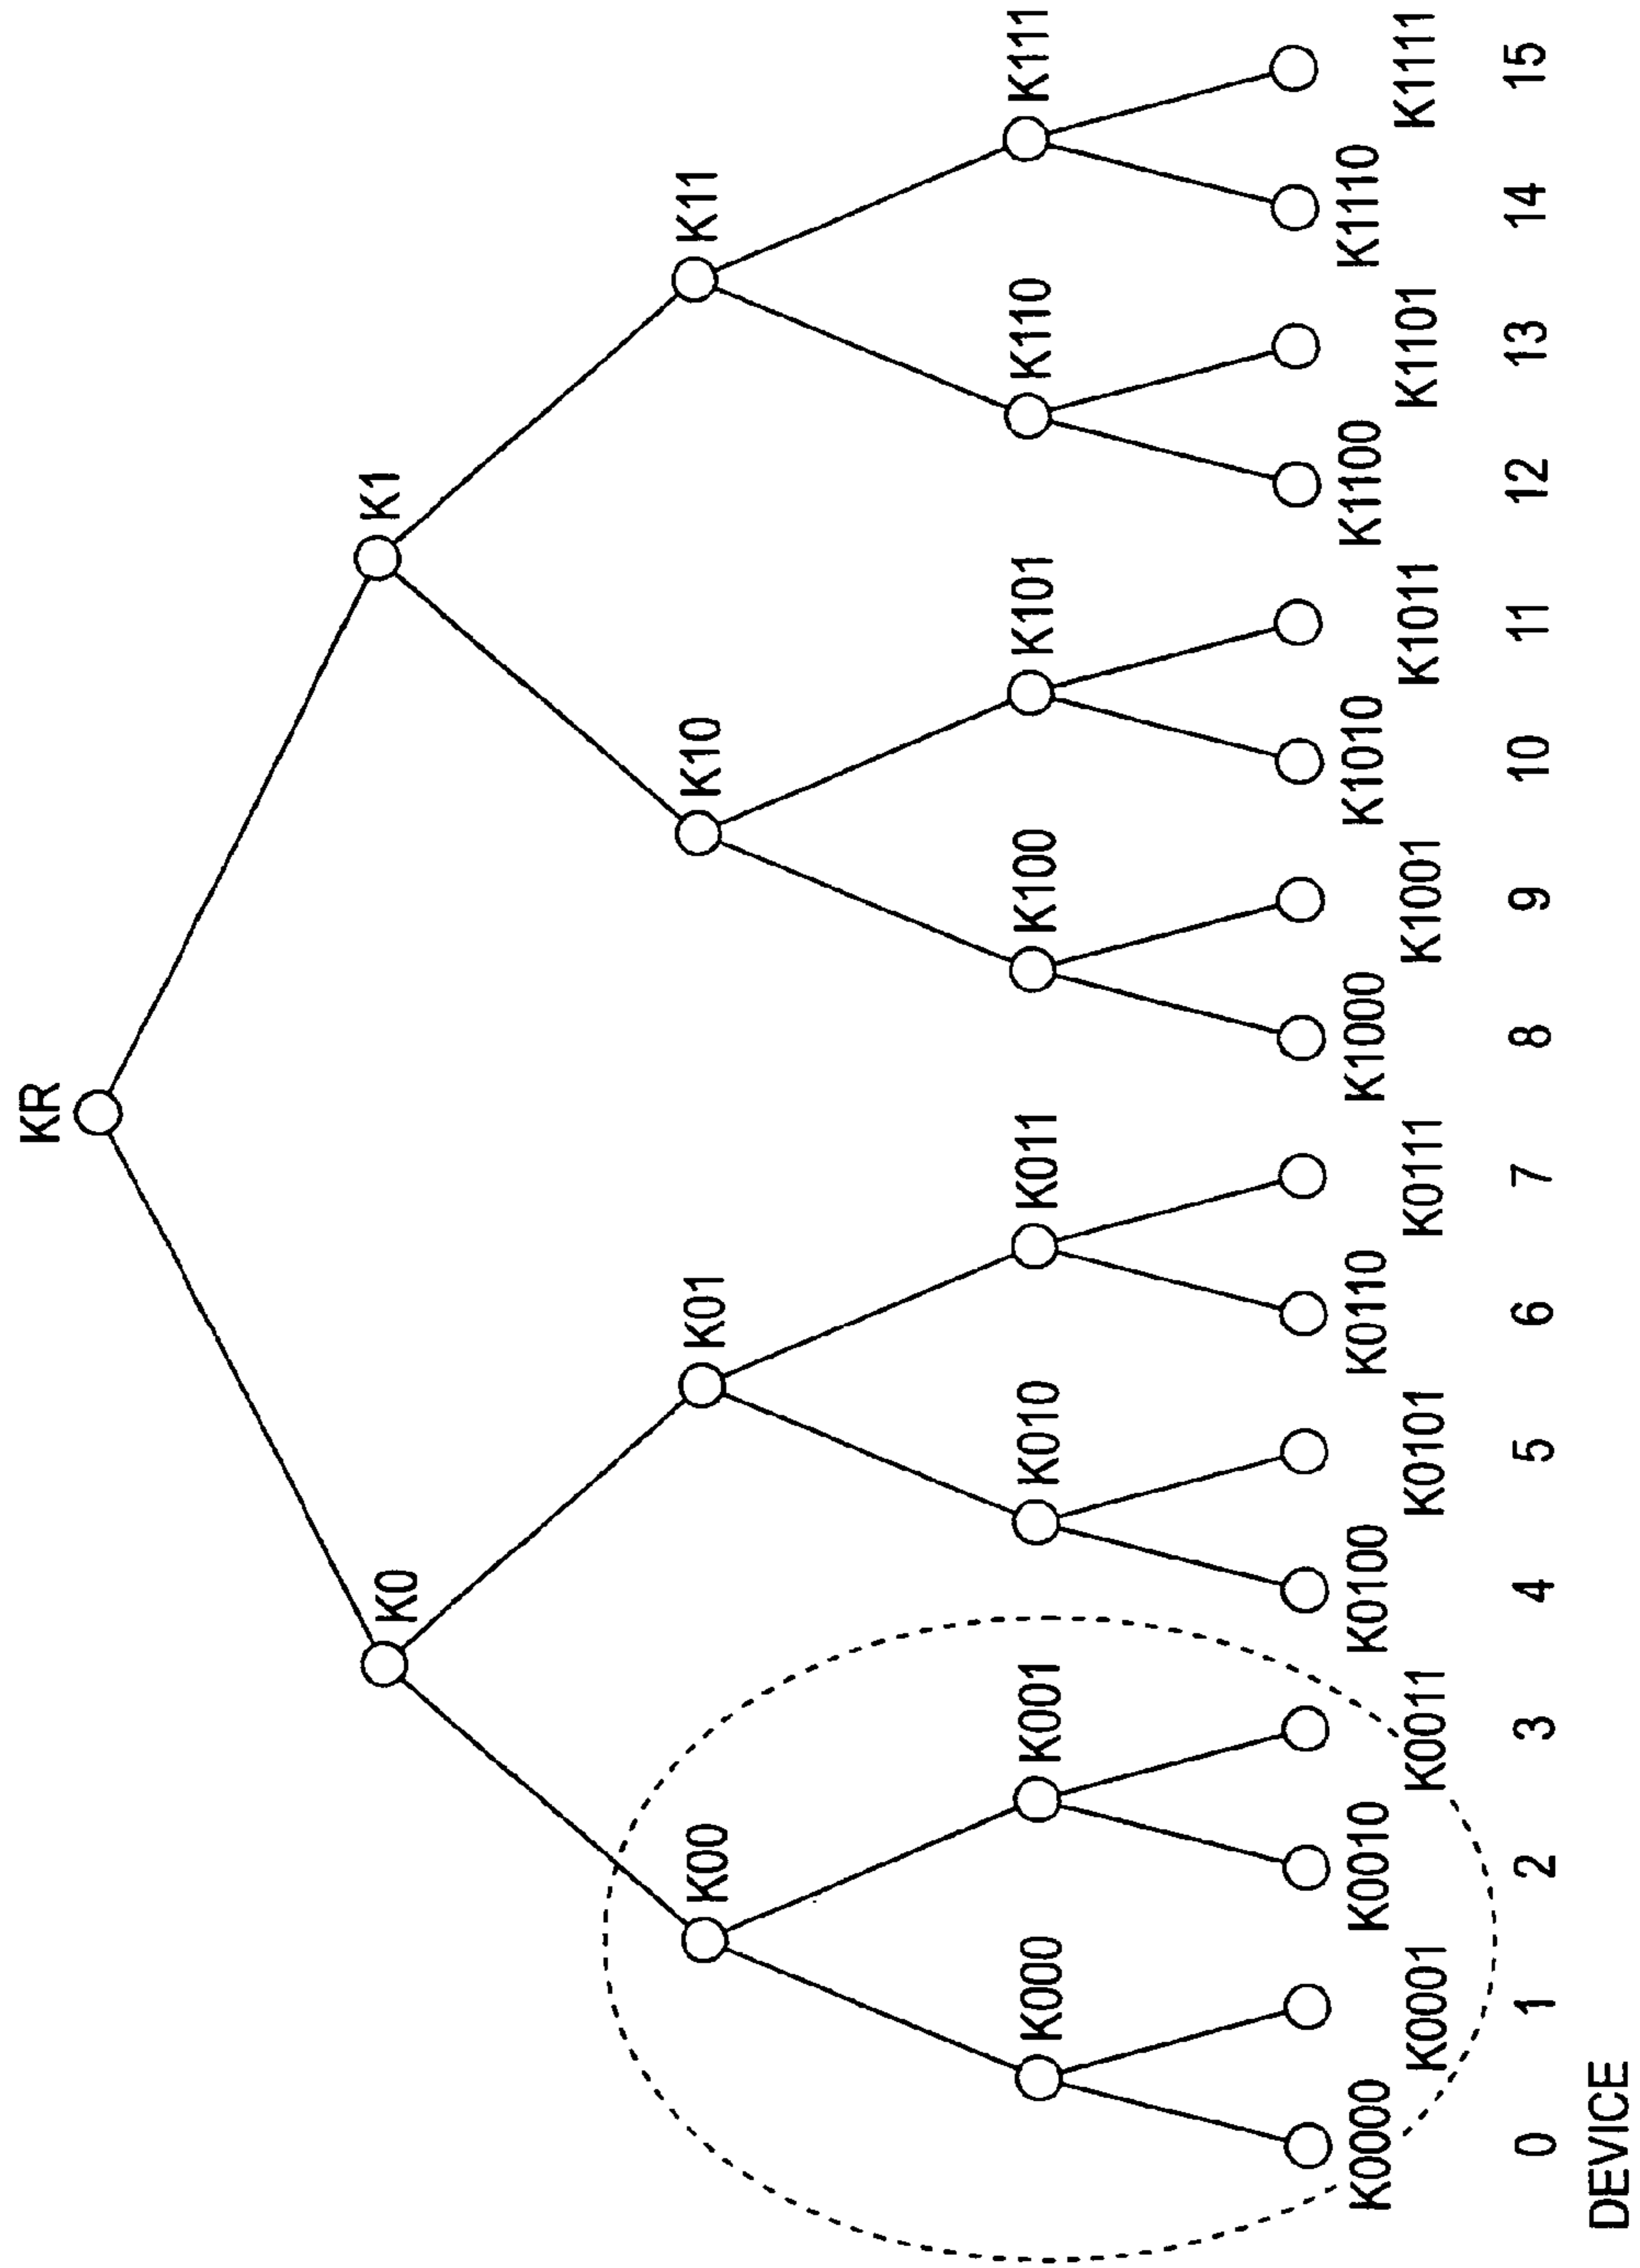 KR
K0
K1
K00
K01
K10
K11
K000
K001
K010
K011
K100
K101
K110
K111
K0000
K0001
K0010
K0011
K0100
K0101
K0110
K0111
K1000
K1001
K1010
K1011
K1100
K1101
K1110
K1111
0 1 2 3 4 5 6 7 8 9 10 11 12 13 14 15
DEVICE